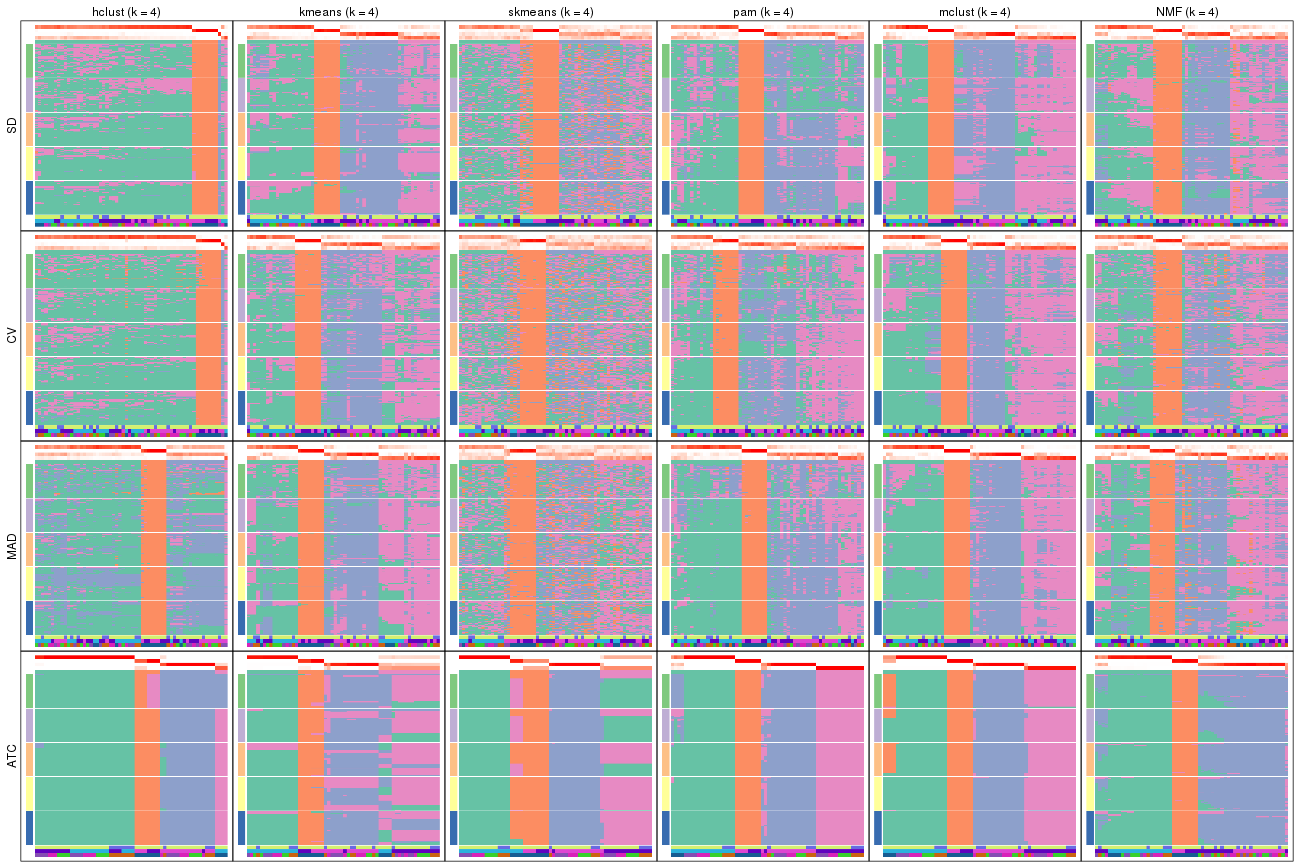 hclust (k = 4) kmeans (k = 4) skmeans (k = 4) pam (k = 4) mclust (k = 4) NMF (k = 4)
SD
CV
MAD
ATC